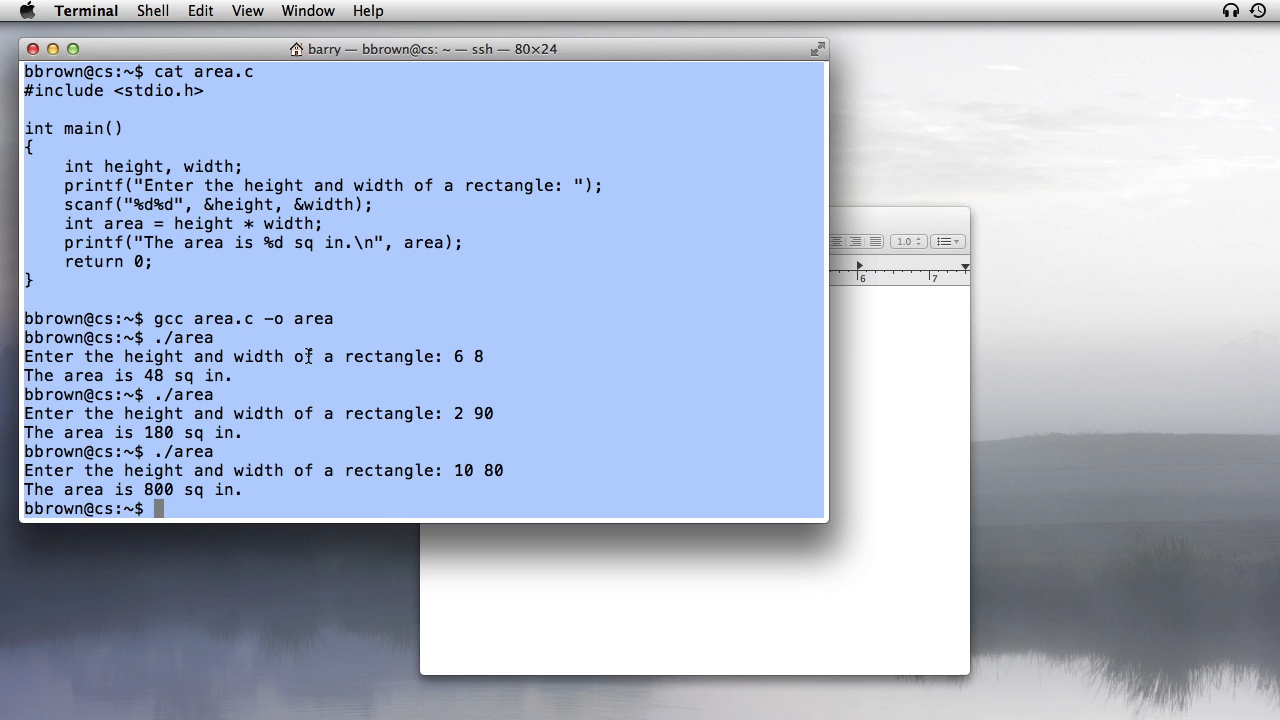 Terminal Shell Edit View Window Help
barry — bbrown@cs: ~ — ssh — 80×24
bbrown@cs:~$ cat area.c
#include <stdio.h>
int main()
{
    int height, width;
    printf("Enter the height and width of a rectangle: ");
    scanf("%d%d", &height, &width);
    int area = height * width;
    printf("The area is %d sq in.\n", area);
    return 0;
}
bbrown@cs:~$ gcc area.c -o area
bbrown@cs:~$ ./area
Enter the height and width of a rectangle: 6 8
The area is 48 sq in.
bbrown@cs:~$ ./area
Enter the height and width of a rectangle: 2 90
The area is 180 sq in.
bbrown@cs:~$ ./area
Enter the height and width of a rectangle: 10 80
The area is 800 sq in.
bbrown@cs:~$
1.0
6 7